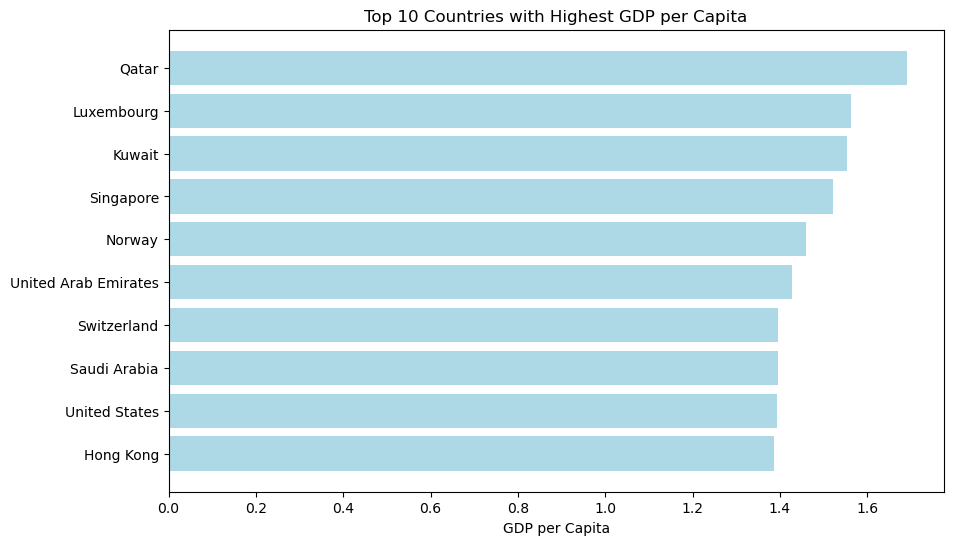 Top 10 Countries with Highest GDP per Capita
Qatar
Luxembourg
Kuwait
Singapore
Norway
United Arab Emirates
Switzerland
Saudi Arabia
United States
Hong Kong
0.0 0.2 0.4 0.6 0.8 1.0 1.2 1.4 1.6
GDP per Capita